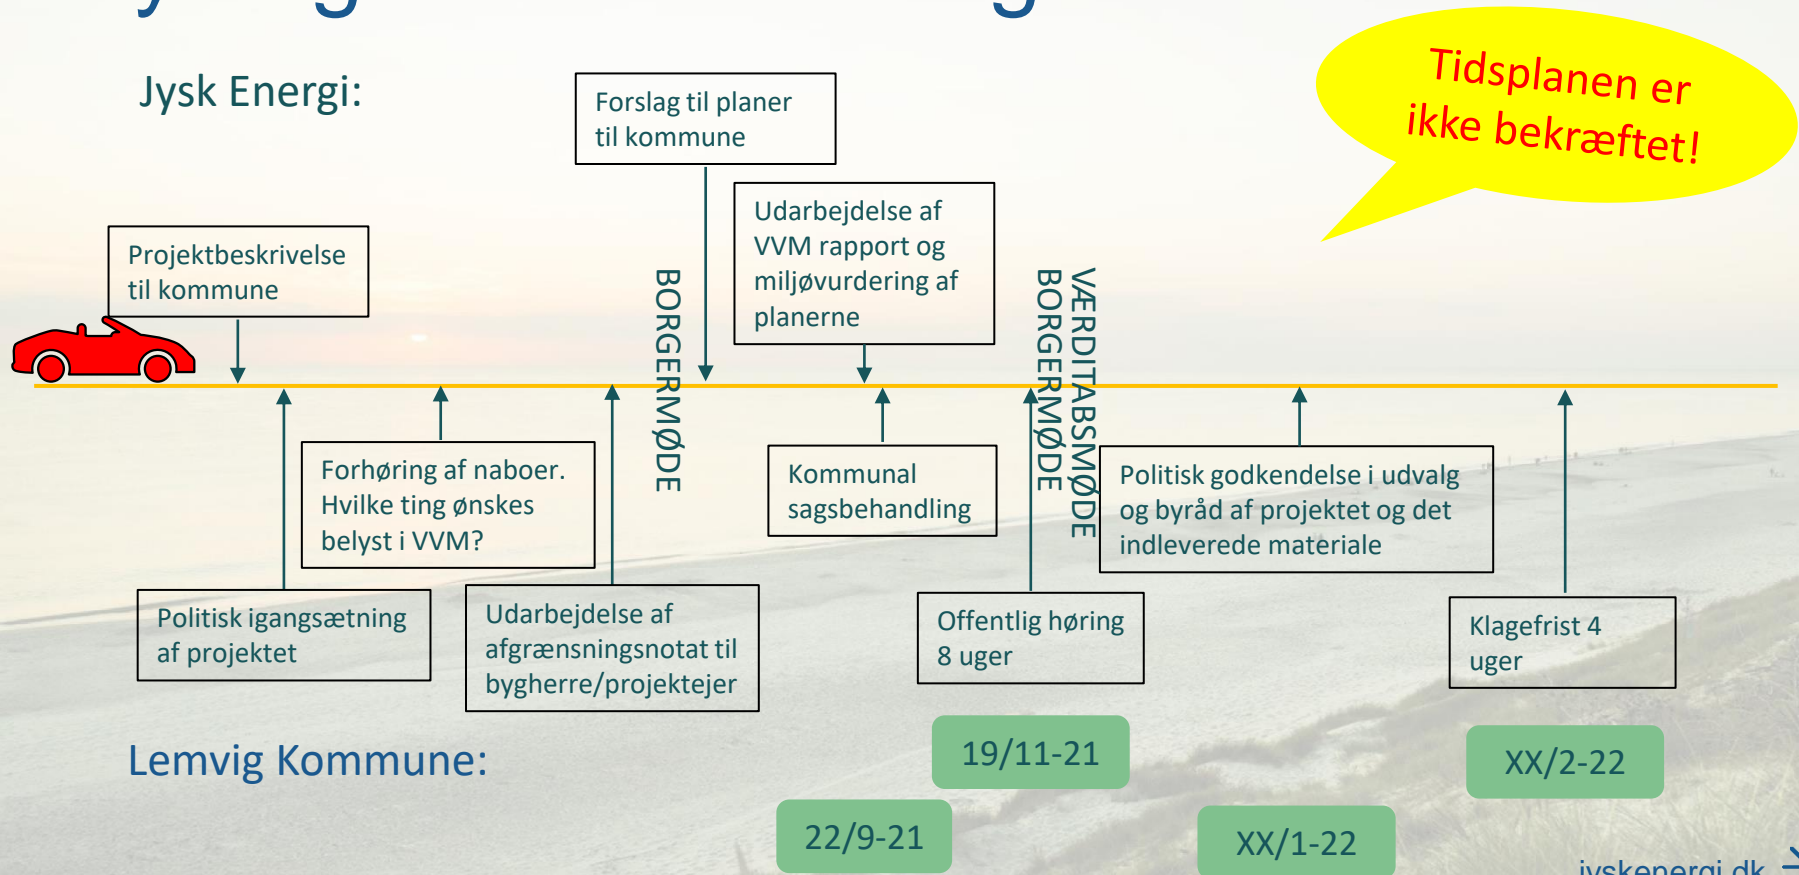 Jysk Energi:
Forslag til planer
til kommune
Tidsplanen er
ikke bekræftet!
Udarbejdelse af
VVM rapport og
miljøvurdering af
planerne
Projektbeskrivelse
til kommune
BORGERMØDE
VÆRDITABSMØDE
BORGERMØDE
Forhøring af naboer.
Hvilke ting ønskes
belyst i VVM?
Kommunal
sagsbehandling
Politisk godkendelse i udvalg
og byråd af projektet og det
indleverede materiale
Politisk igangsætning
af projektet
Udarbejdelse af
afgrænsningsnotat til
bygherre/projektejer
Offentlig høring
8 uger
Klagefrist 4
uger
Lemvig Kommune:
19/11-21
XX/2-22
22/9-21
XX/1-22
jyskenergi.dk